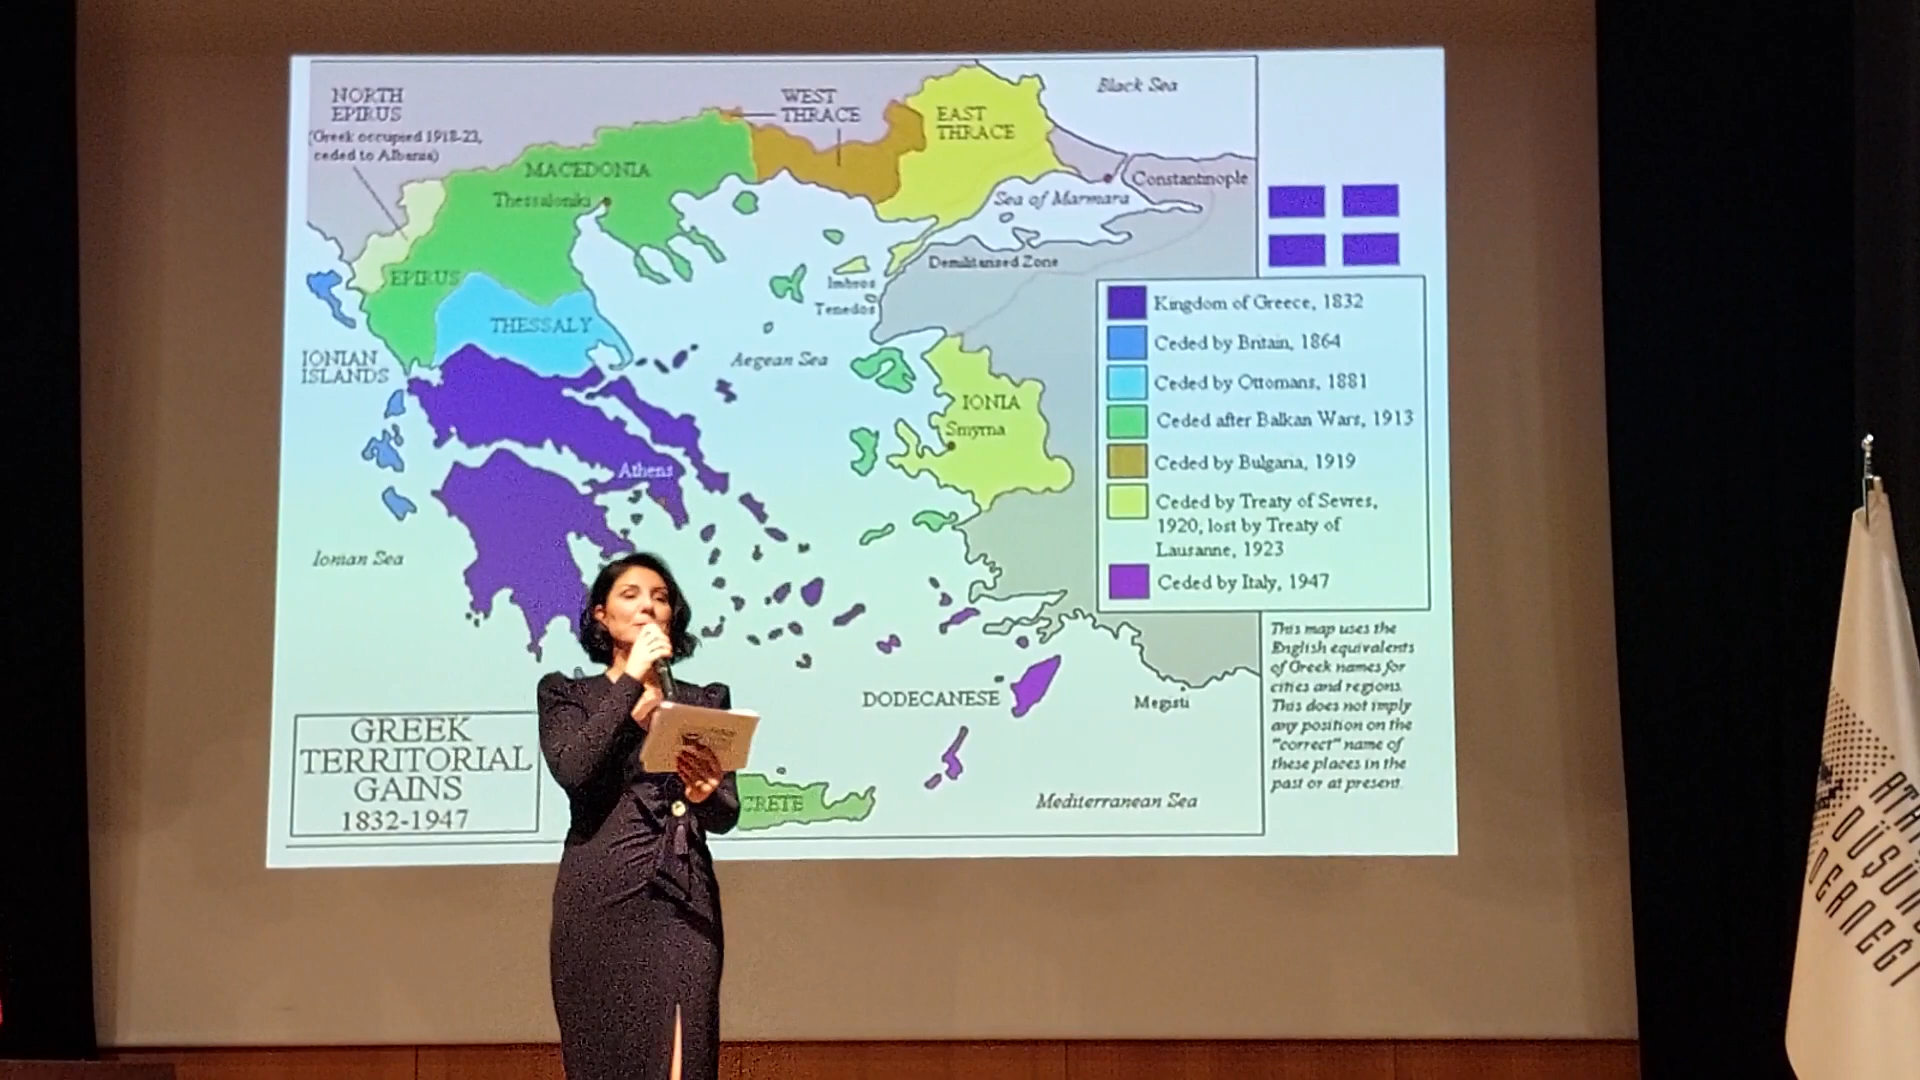 NORTH
EPIRUS
(Greek occupied 1918-23,
ceded to Albania)
WEST
THRACE
EAST
THRACE
Black Sea
MACEDONIA
Thessaloniki
Constantinople
Sea of Marmara
Demilitarised Zone
EPIRUS
Imbros
Tenedos
THESSALY
IONIAN
ISLANDS
Aegean Sea
IONIA
Smyrna
Athens
Ionian Sea
DODECANESE
Megisti
CRETE
Mediterranean Sea
GREEK
TERRITORIAL
GAINS
1832-1947
Kingdom of Greece, 1832
Ceded by Britain, 1864
Ceded by Ottomans, 1881
Ceded after Balkan Wars, 1913
Ceded by Bulgaria, 1919
Ceded by Treaty of Sevres,
1920, lost by Treaty of
Lausanne, 1923
Ceded by Italy, 1947
This map uses the
English equivalents
of Greek names for
cities and regions.
This does not imply
any position on the
"correct" name of
these places in the
past or at present.
DERNEĞİ